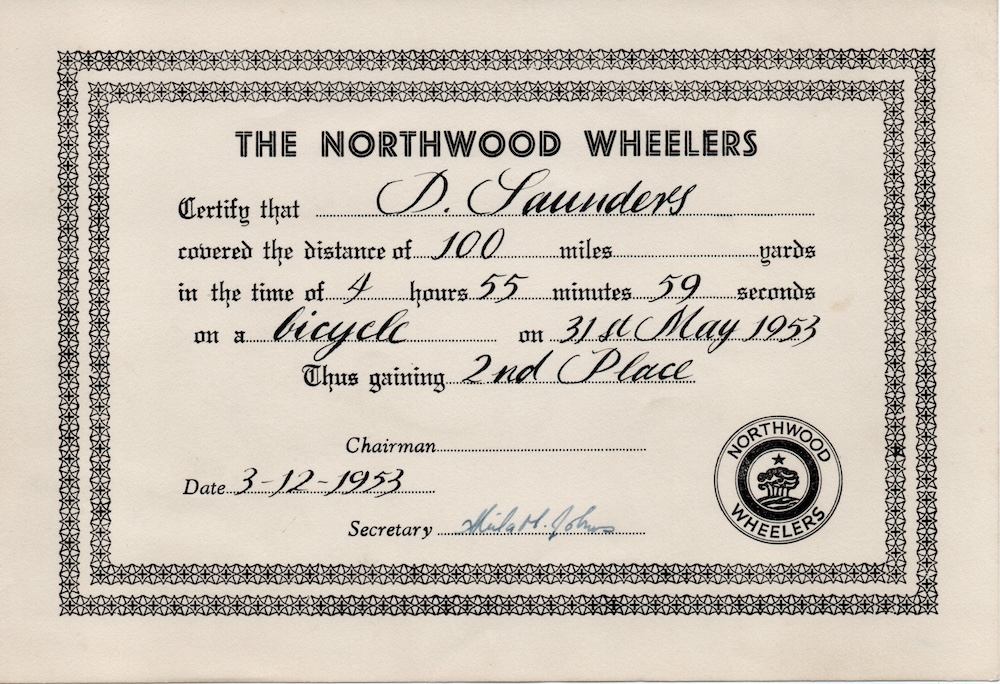 THE NORTHWOOD WHEELERS
Certify that D. Saunders
covered the distance of 100 miles yards
in the time of 4 hours 55 minutes 59 seconds
on a bicycle on 31st May 1953
Thus gaining 2nd Place
Chairman
Date 3-12-1953
Secretary
NORTHWOOD
WHEELERS